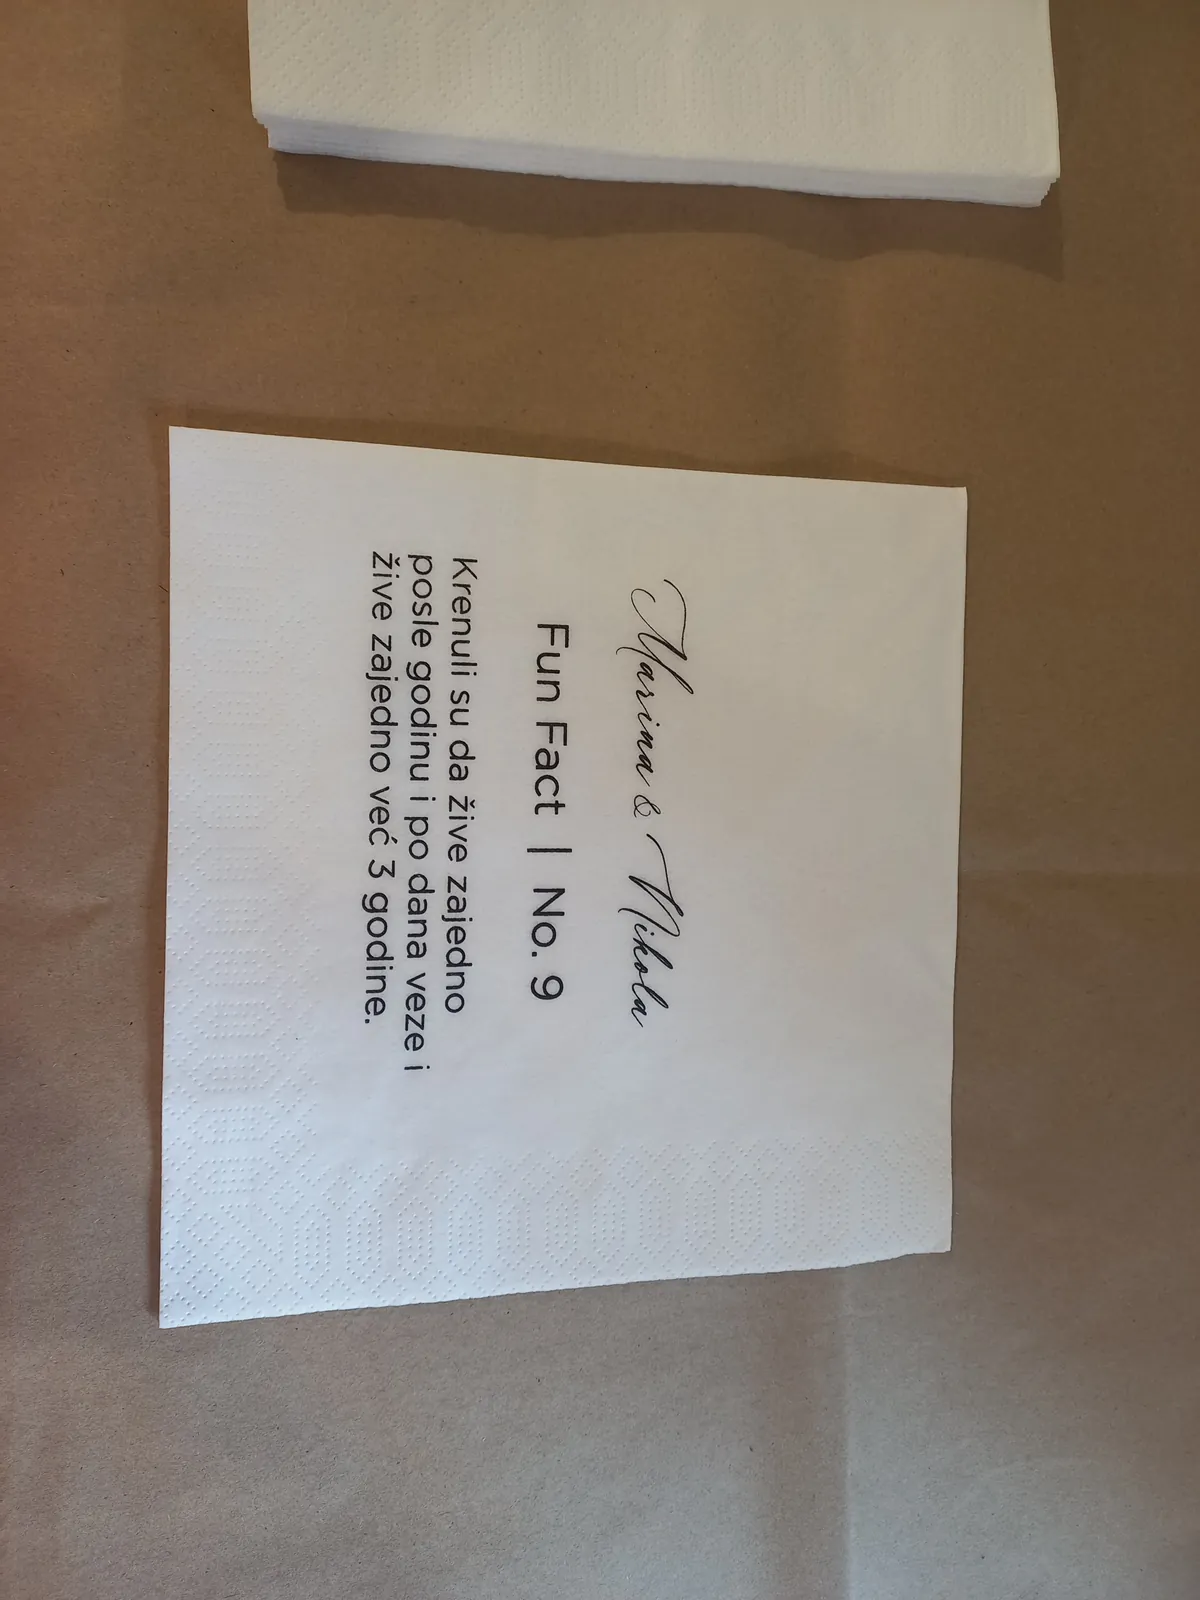 Marina & Nikola
Fun Fact | No. 9
Krenuli su da žive zajedno
posle godinu i po dana veze i
žive zajedno već 3 godine.